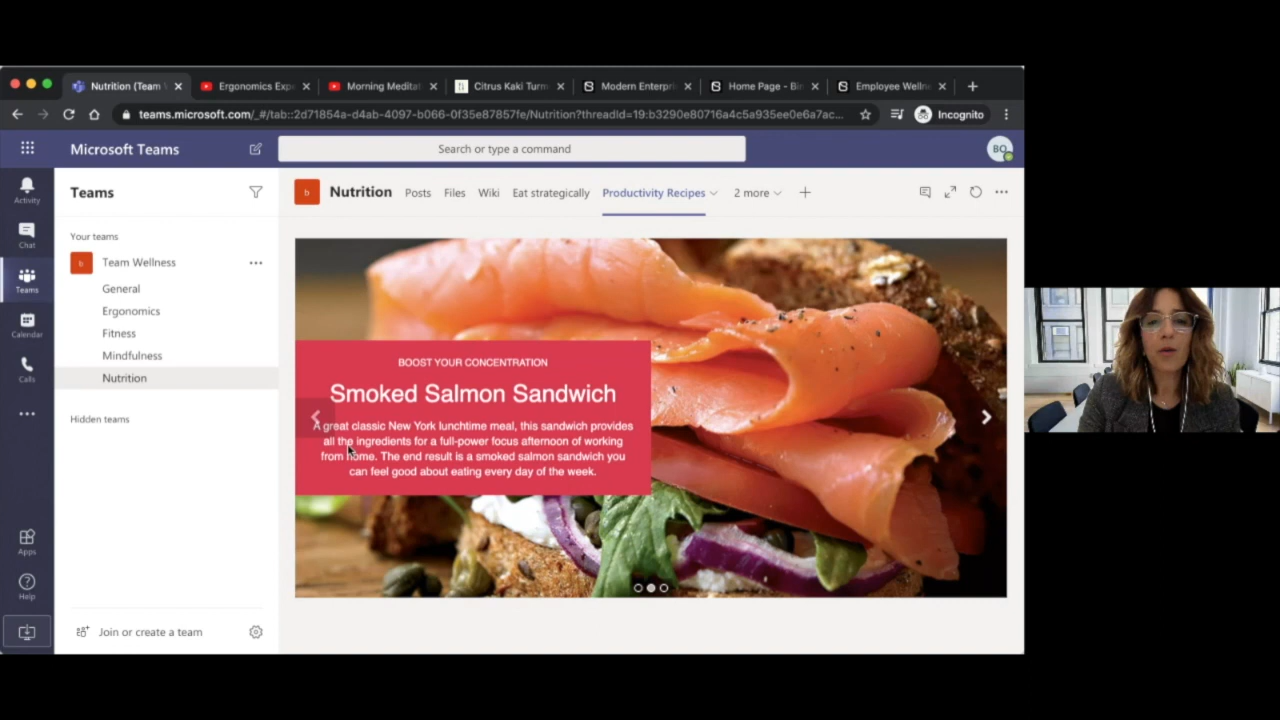 Nutrition (Team
Ergonomics Exp
Morning Meditat
Citrus Kaki Turm
Modern Enterpri
Home Page - Bin
Employee Wellne
teams.microsoft.com/_#/tab::2d71854a-d4ab-4097-b066-0f35e87857fe/Nutrition?threadId=19:b3290e80716a4c5a935ee0e6a7ac...
Incognito
Microsoft Teams
Search or type a command
BO
Activity
Chat
Teams
Calendar
Calls
Apps
Help
Teams
Your teams
b Team Wellness
General
Ergonomics
Fitness
Mindfulness
Nutrition
Hidden teams
Join or create a team
b Nutrition Posts Files Wiki Eat strategically Productivity Recipes 2 more
BOOST YOUR CONCENTRATION
Smoked Salmon Sandwich
A great classic New York lunchtime meal, this sandwich provides
all the ingredients for a full-power focus afternoon of working
from home. The end result is a smoked salmon sandwich you
can feel good about eating every day of the week.